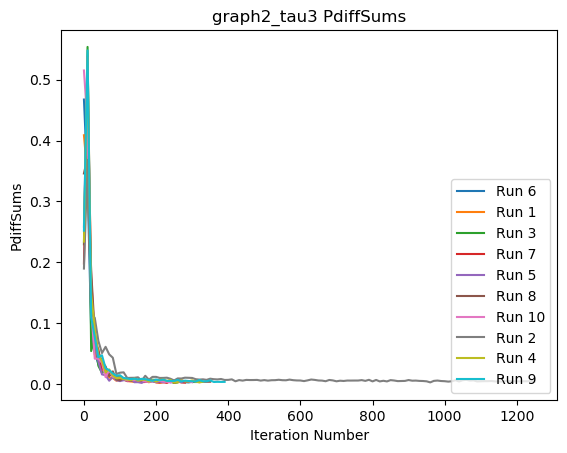 graph2_tau3 PdiffSums
PdiffSums
0.5
0.4
0.3
0.2
0.1
0.0
Run 6
Run 1
Run 3
Run 7
Run 5
Run 8
Run 10
Run 2
Run 4
Run 9
0 200 400 600 800 1000 1200
Iteration Number